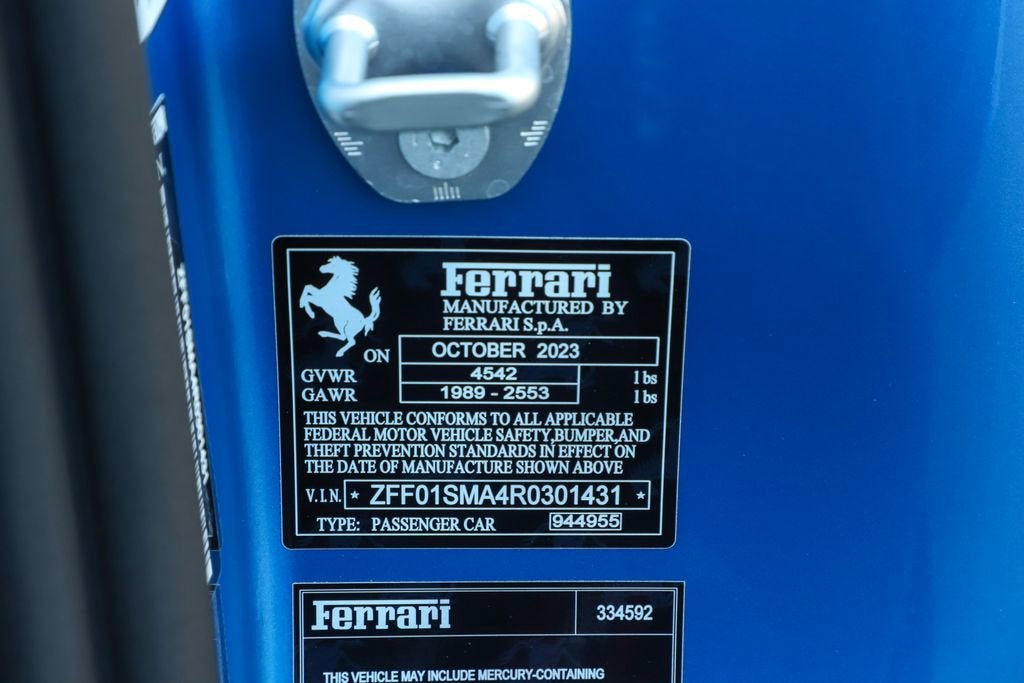 Ferrari
MANUFACTURED BY
FERRARI S.p.A.
ON OCTOBER 2023
GVWR 4542 lbs
GAWR 1989 - 2553 lbs
THIS VEHICLE CONFORMS TO ALL APPLICABLE
FEDERAL MOTOR VEHICLE SAFETY,BUMPER,AND
THEFT PREVENTION STANDARDS IN EFFECT ON
THE DATE OF MANUFACTURE SHOWN ABOVE
V.I.N. * ZFF01SMA4R0301431 *
TYPE: PASSENGER CAR 944955
Ferrari 334592
THIS VEHICLE MAY INCLUDE MERCURY-CONTAINING